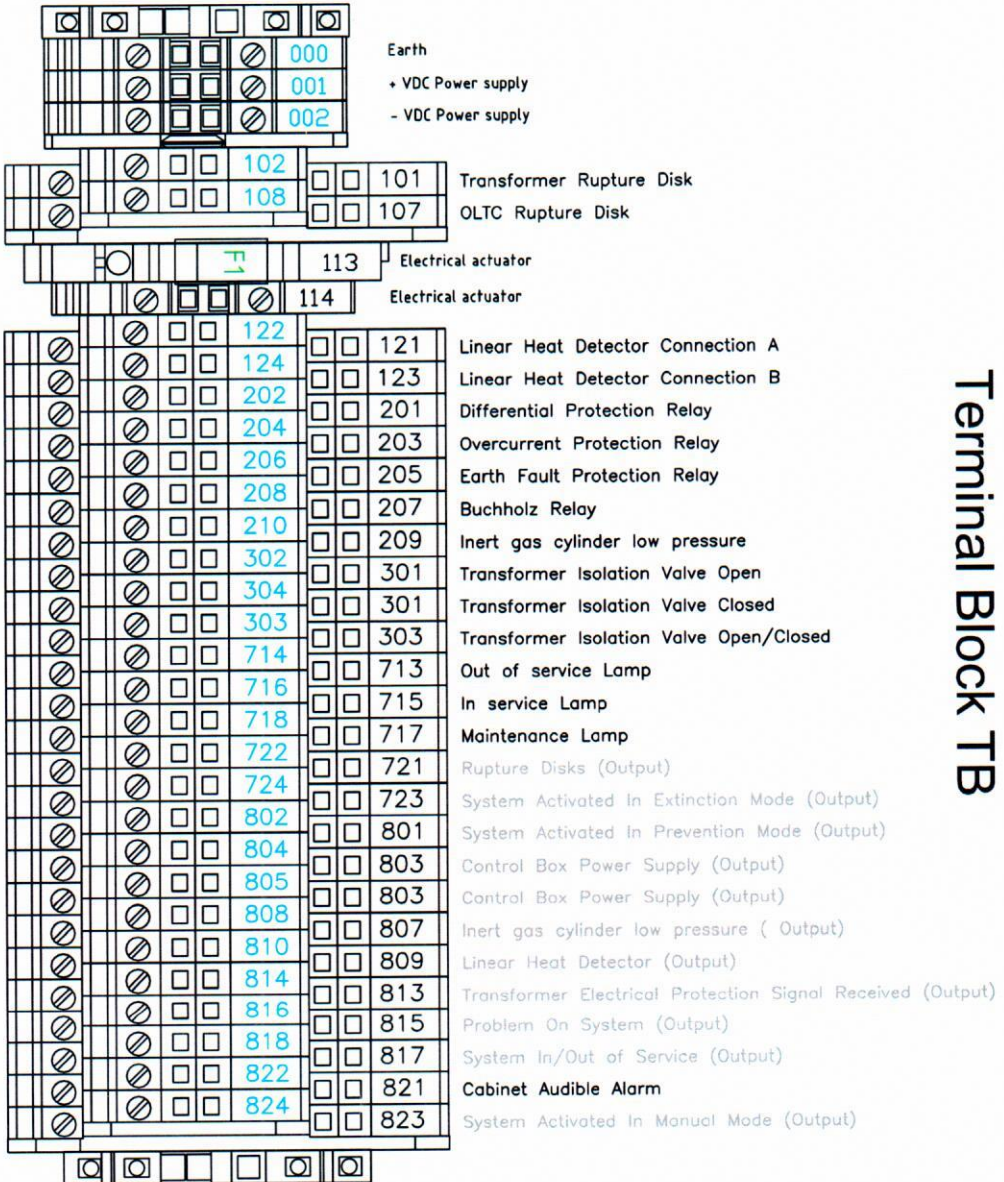 000 Earth
001 + VDC Power supply
002 - VDC Power supply
102 101 Transformer Rupture Disk
108 107 OLTC Rupture Disk
F1 113 Electrical actuator
114 Electrical actuator
122 121 Linear Heat Detector Connection A
124 123 Linear Heat Detector Connection B
202 201 Differential Protection Relay
204 203 Overcurrent Protection Relay
206 205 Earth Fault Protection Relay
208 207 Buchholz Relay
210 209 Inert gas cylinder low pressure
302 301 Transformer Isolation Valve Open
304 301 Transformer Isolation Valve Closed
303 303 Transformer Isolation Valve Open/Closed
714 713 Out of service Lamp
716 715 In service Lamp
718 717 Maintenance Lamp
722 721 Rupture Disks (Output)
724 723 System Activated In Extinction Mode (Output)
802 801 System Activated In Prevention Mode (Output)
804 803 Control Box Power Supply (Output)
805 803 Control Box Power Supply (Output)
808 807 Inert gas cylinder low pressure ( Output)
810 809 Linear Heat Detector (Output)
814 813 Transformer Electrical Protection Signal Received (Output)
816 815 Problem On System (Output)
818 817 System In/Out of Service (Output)
822 821 Cabinet Audible Alarm
824 823 System Activated In Manual Mode (Output)
Terminal Block TB